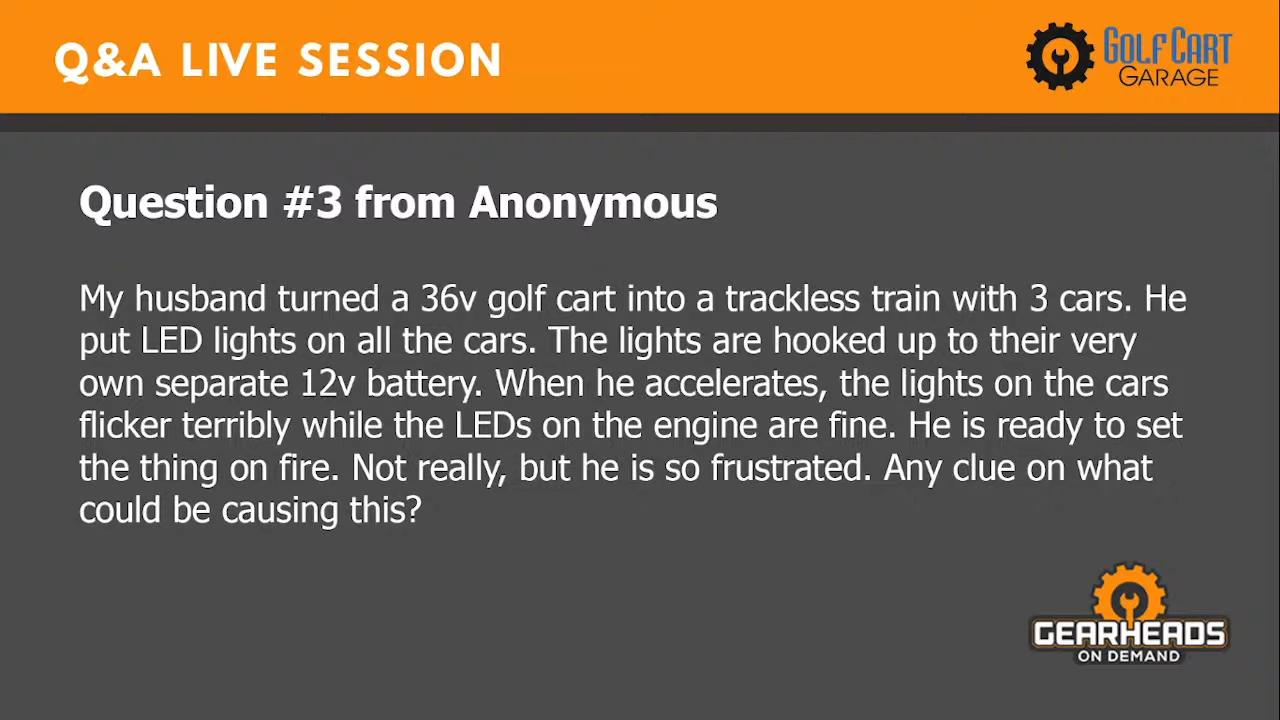 Q&A LIVE SESSION
GOLF CART
GARAGE
Question #3 from Anonymous
My husband turned a 36v golf cart into a trackless train with 3 cars. He
put LED lights on all the cars. The lights are hooked up to their very
own separate 12v battery. When he accelerates, the lights on the cars
flicker terribly while the LEDs on the engine are fine. He is ready to set
the thing on fire. Not really, but he is so frustrated. Any clue on what
could be causing this?
GEARHEADS
ON DEMAND